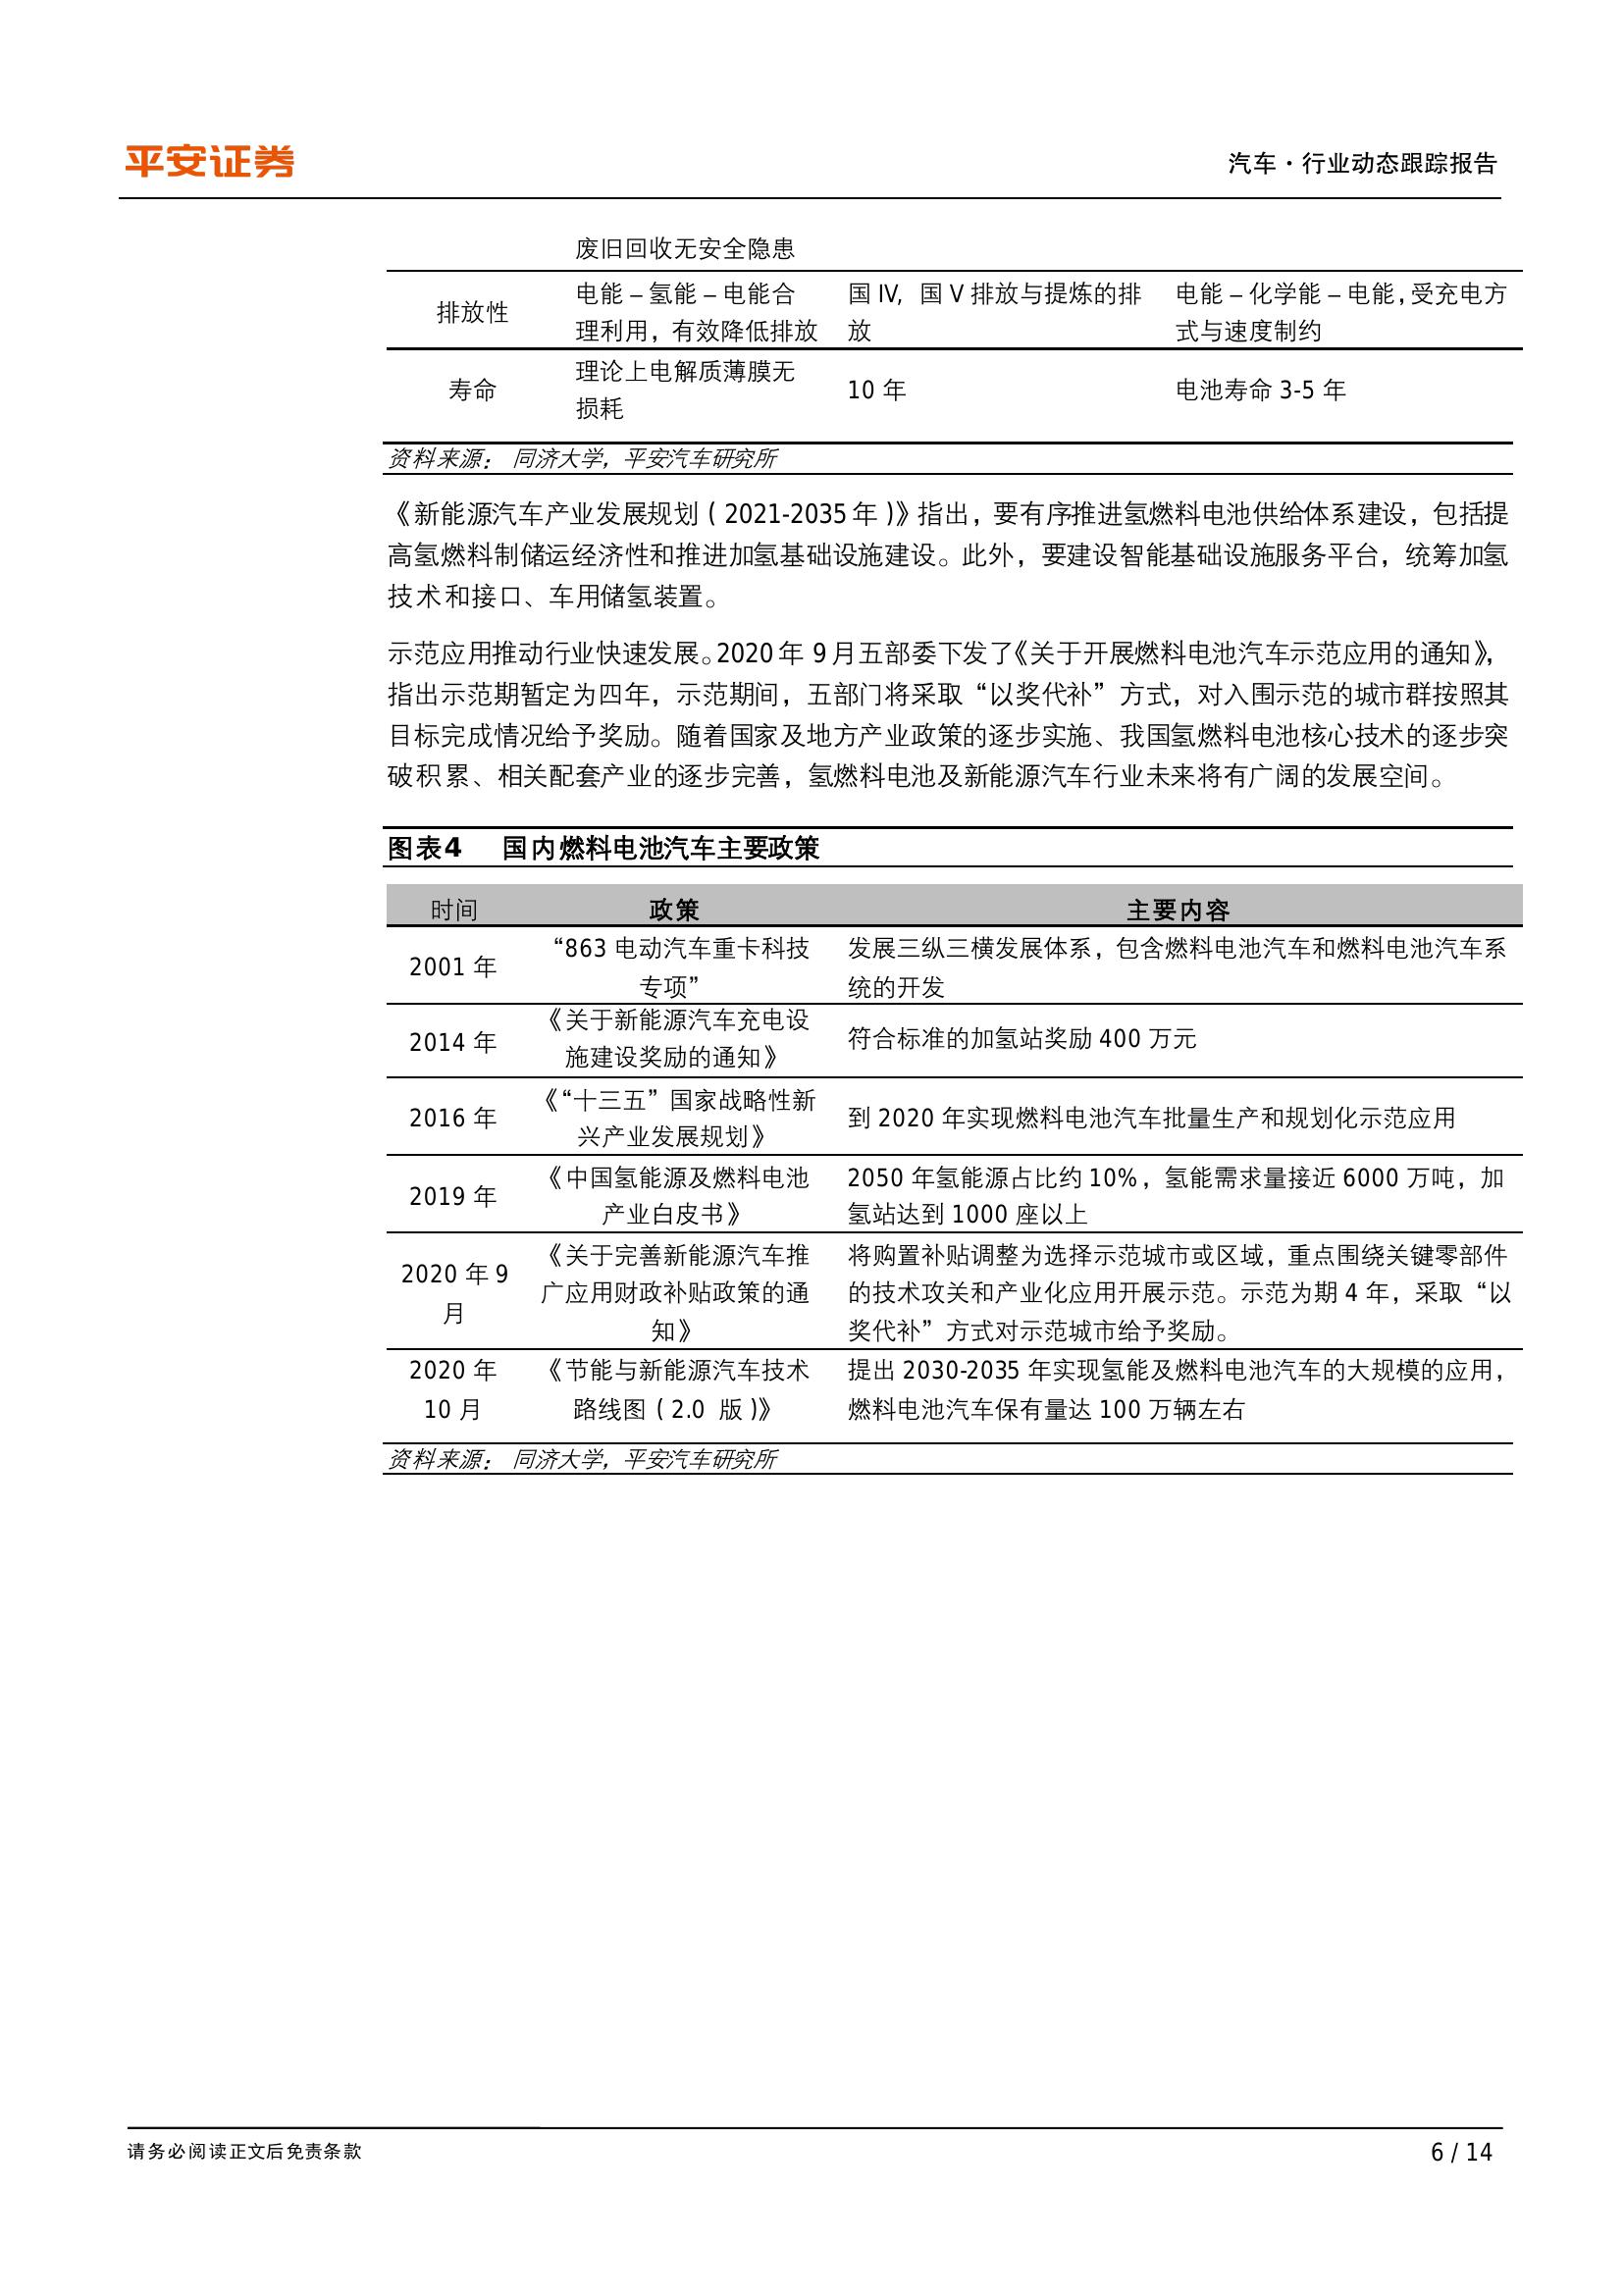 平安证券
汽车·行业动态跟踪报告
废旧回收无安全隐患
排放性
电能 – 氢能 – 电能合
理利用，有效降低排放
国 IV, 国 V 排放与提炼的排
放
电能 – 化学能 – 电能，受充电方
式与速度制约
寿命
理论上电解质薄膜无
损耗
10 年
电池寿命 3-5 年
资料来源： 同济大学，平安汽车研究所
《新能源汽车产业发展规划（2021-2035 年）》指出，要有序推进氢燃料电池供给体系建设，包括提
高氢燃料制储运经济性和推进加氢基础设施建设。此外，要建设智能基础设施服务平台，统筹加氢
技术和接口、车用储氢装置。
示范应用推动行业快速发展。2020 年 9 月五部委下发了《关于开展燃料电池汽车示范应用的通知》，
指出示范期暂定为四年，示范期间，五部门将采取“以奖代补”方式，对入围示范的城市群按照其
目标完成情况给予奖励。随着国家及地方产业政策的逐步实施、我国氢燃料电池核心技术的逐步突
破积累、相关配套产业的逐步完善，氢燃料电池及新能源汽车行业未来将有广阔的发展空间。
图表4 国内燃料电池汽车主要政策
时间 政策 主要内容
2001 年
“863 电动汽车重卡科技
专项”
发展三纵三横发展体系，包含燃料电池汽车和燃料电池汽车系
统的开发
2014 年
《关于新能源汽车充电设
施建设奖励的通知》
符合标准的加氢站奖励 400 万元
2016 年
《“十三五”国家战略性新
兴产业发展规划》
到 2020 年实现燃料电池汽车批量生产和规划化示范应用
2019 年
《中国氢能源及燃料电池
产业白皮书》
2050 年氢能源占比约 10%，氢能需求量接近 6000 万吨，加
氢站达到 1000 座以上
2020 年 9
月
《关于完善新能源汽车推
广应用财政补贴政策的通
知》
将购置补贴调整为选择示范城市或区域，重点围绕关键零部件
的技术攻关和产业化应用开展示范。示范为期 4 年，采取“以
奖代补”方式对示范城市给予奖励。
2020 年
10 月
《节能与新能源汽车技术
路线图（2.0 版）》
提出 2030-2035 年实现氢能及燃料电池汽车的大规模的应用，
燃料电池汽车保有量达 100 万辆左右
资料来源： 同济大学，平安汽车研究所
请务必阅读正文后免责条款
6 / 14